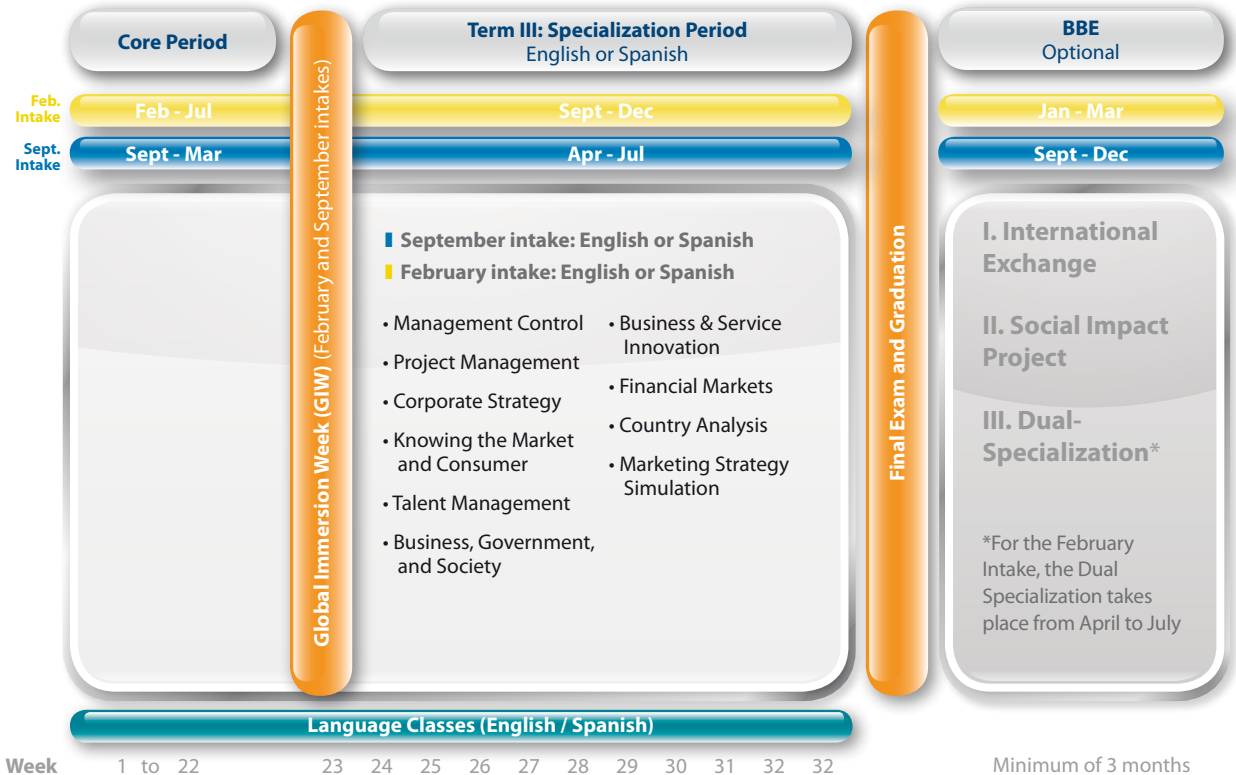 Core Period
Term III: Specialization Period
English or Spanish
BBE
Optional
Feb.
Intake
Feb - Jul
Sept - Dec
Jan - Mar
Sept.
Intake
Sept - Mar
Apr - Jul
Sept - Dec
Global Immersion Week (GIW) (February and September intakes)
September intake: English or Spanish
February intake: English or Spanish
• Management Control
• Project Management
• Corporate Strategy
• Knowing the Market
and Consumer
• Talent Management
• Business, Government,
and Society
• Business & Service
Innovation
• Financial Markets
• Country Analysis
• Marketing Strategy
Simulation
Final Exam and Graduation
I. International
Exchange
II. Social Impact
Project
III. Dual-
Specialization*
*For the February
Intake, the Dual
Specialization takes
place from April to July
Language Classes (English / Spanish)
Week 1 to 22 23 24 25 26 27 28 29 30 31 32 32 Minimum of 3 months